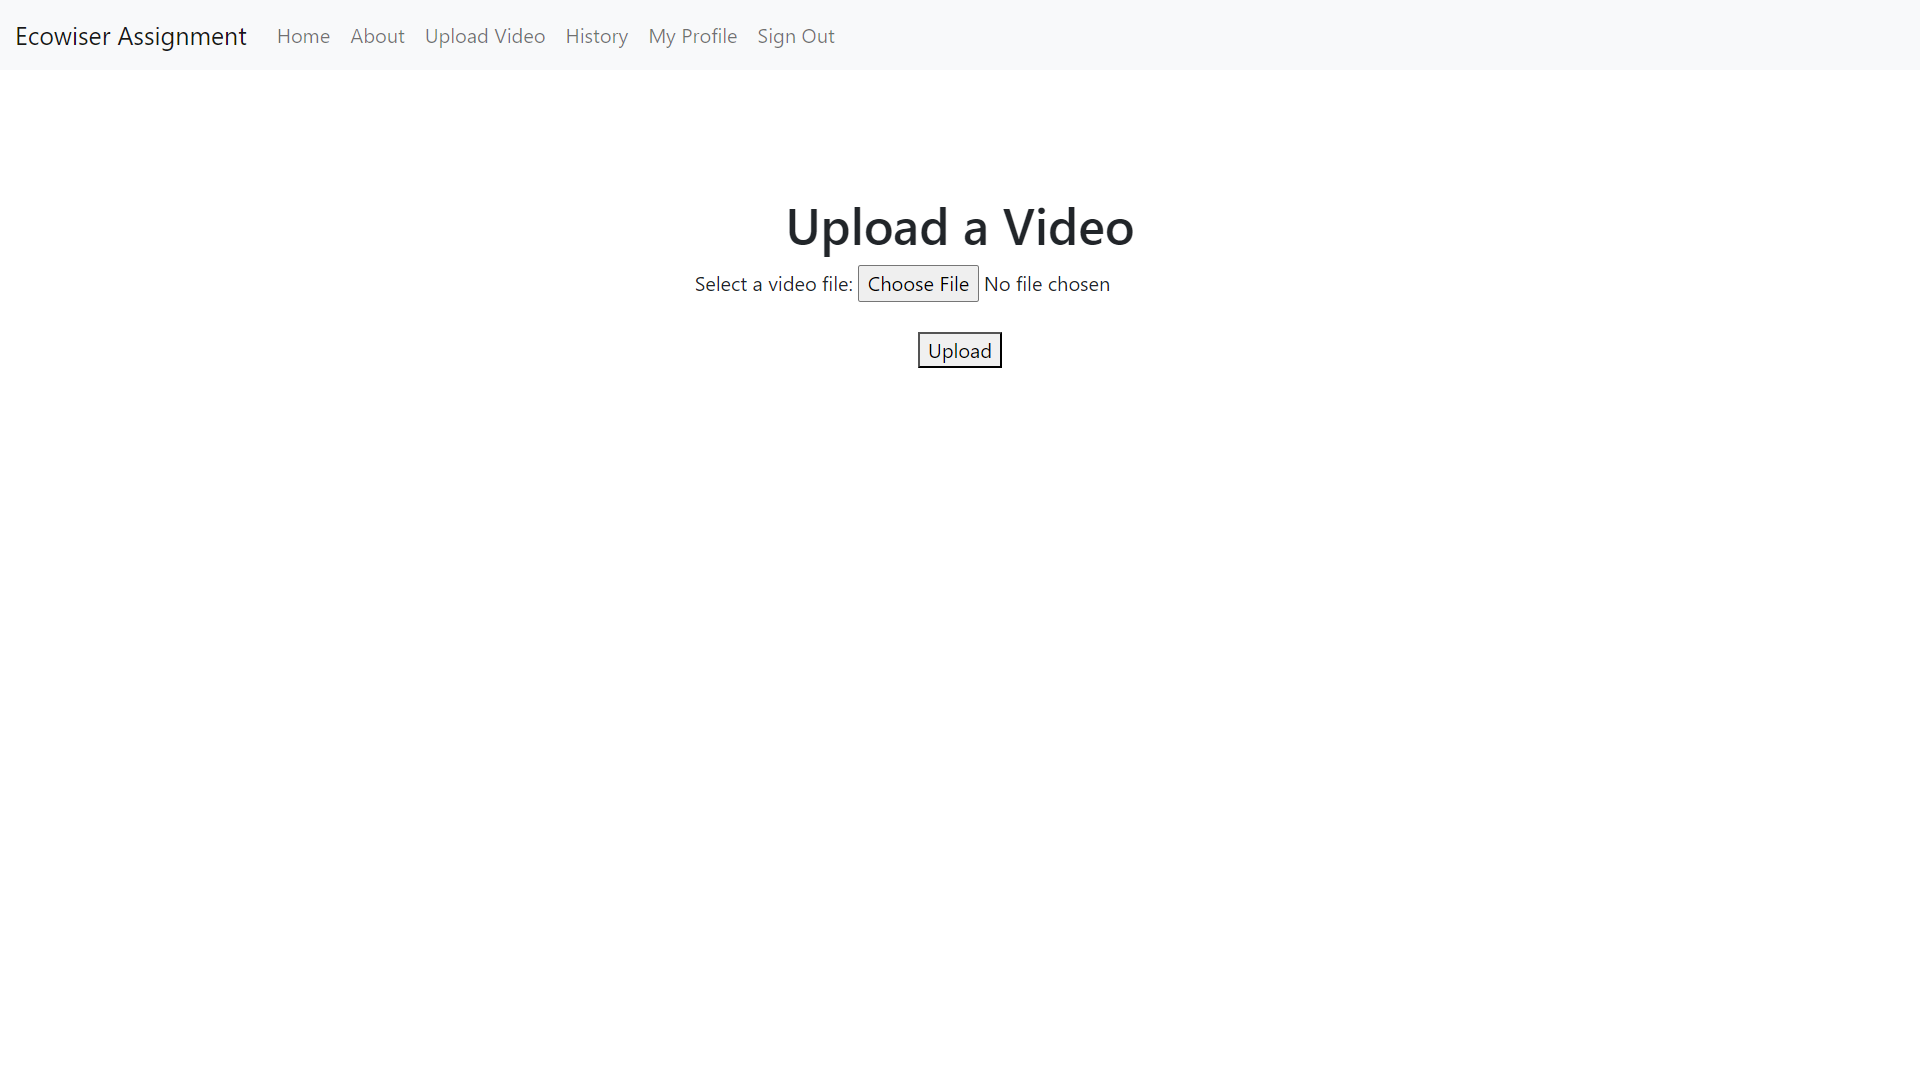 Ecowiser Assignment Home About Upload Video History My Profile Sign Out
Upload a Video
Select a video file: Choose File No file chosen
Upload